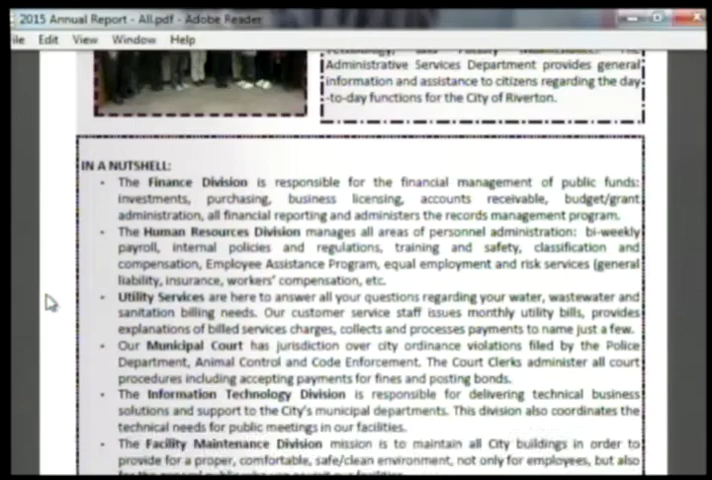 2015 Annual Report - All.pdf - Adobe Reader
ile Edit View Window Help
Administrative Services Department provides general
information and assistance to citizens regarding the day
-to-day functions for the City of Riverton.
IN A NUTSHELL:
• The Finance Division is responsible for the financial management of public funds:
investments, purchasing, business licensing, accounts receivable, budget/grant
administration, all financial reporting and administers the records management program.
• The Human Resources Division manages all areas of personnel administration: bi-weekly
payroll, internal policies and regulations, training and safety, classification and
compensation, Employee Assistance Program, equal employment and risk services (general
liability, insurance, workers' compensation, etc.
• Utility Services are here to answer all your questions regarding your water, wastewater and
sanitation billing needs. Our customer service staff issues monthly utility bills, provides
explanations of billed services charges, collects and processes payments to name just a few.
• Our Municipal Court has jurisdiction over city ordinance violations filed by the Police
Department, Animal Control and Code Enforcement. The Court Clerks administer all court
procedures including accepting payments for fines and posting bonds.
• The Information Technology Division is responsible for delivering technical business
solutions and support to the City's municipal departments. This division also coordinates the
technical needs for public meetings in our facilities.
• The Facility Maintenance Division mission is to maintain all City buildings in order to
provide for a proper, comfortable, safe/clean environment, not only for employees, but also